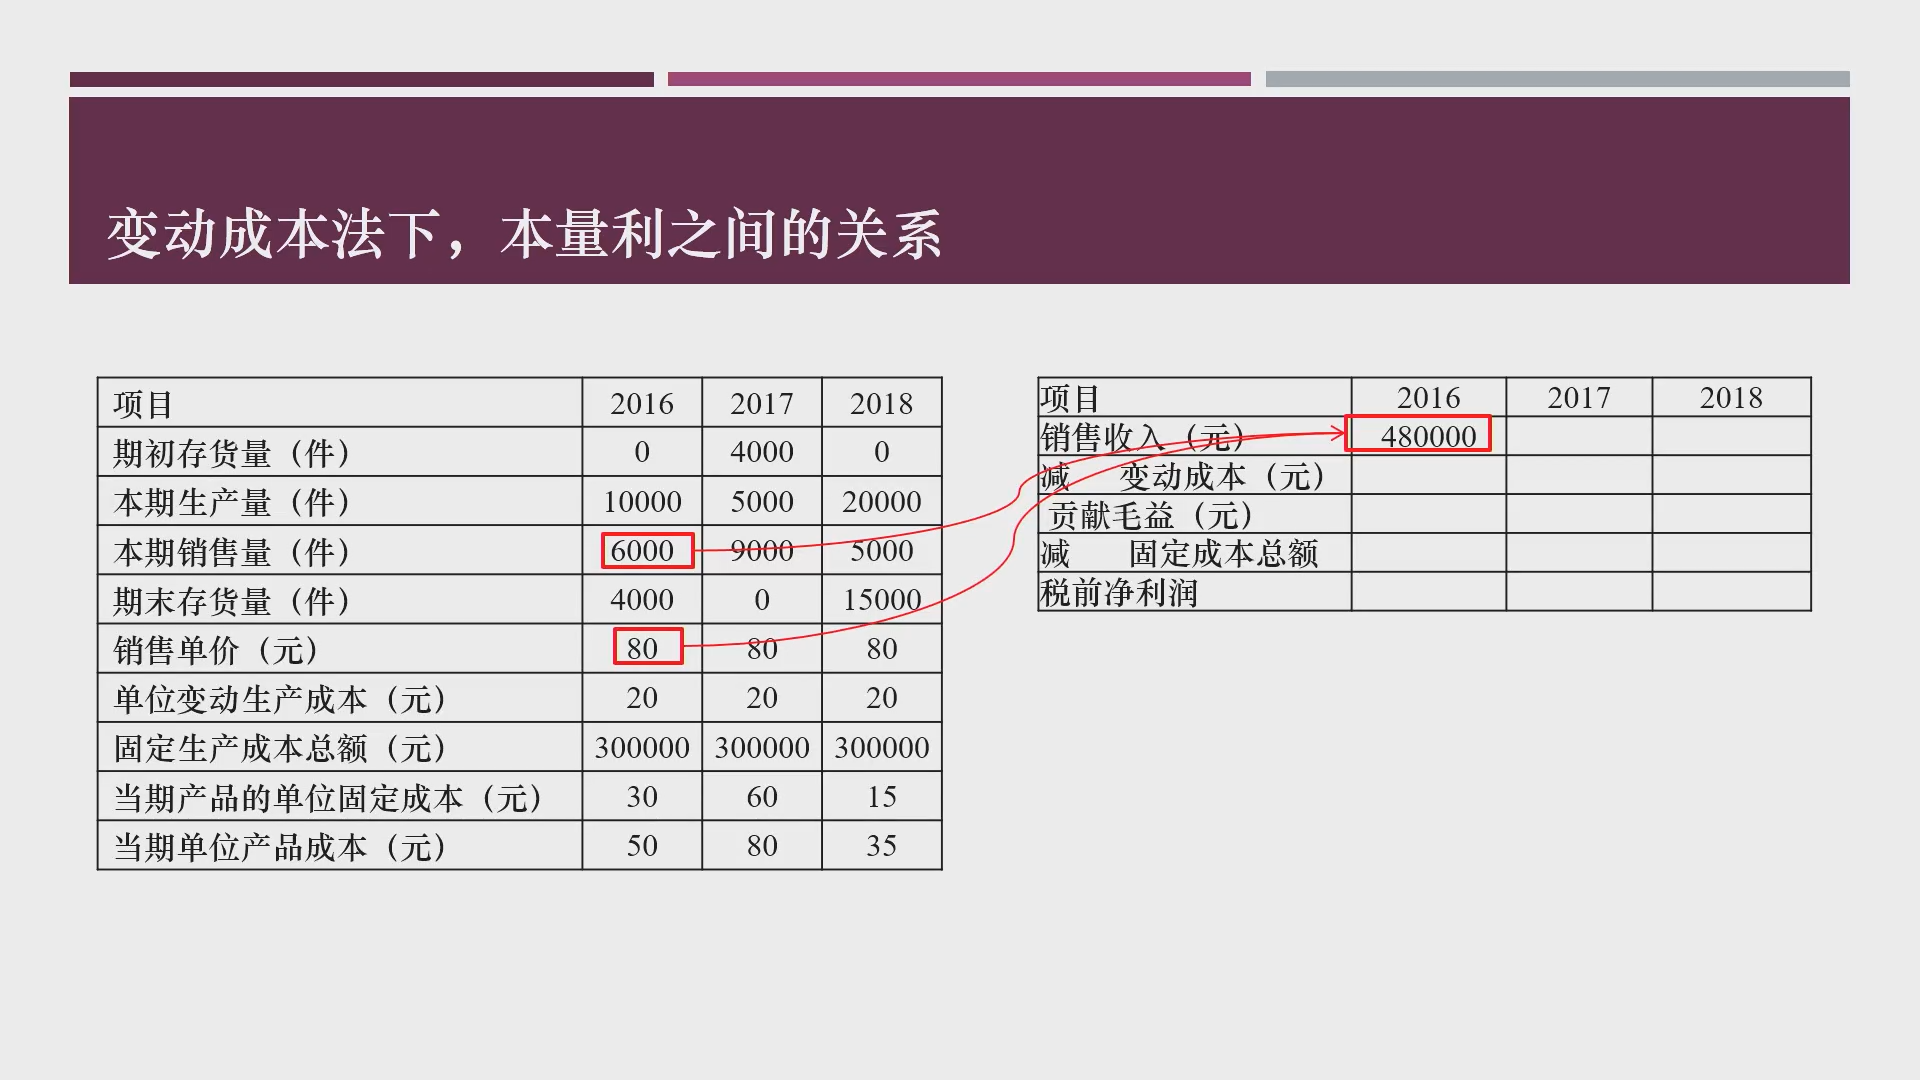 变动成本法下，本量利之间的关系
项目 2016 2017 2018
期初存货量（件） 0 4000 0
本期生产量（件） 10000 5000 20000
本期销售量（件） 6000 9000 5000
期末存货量（件） 4000 0 15000
销售单价（元） 80 80 80
单位变动生产成本（元） 20 20 20
固定生产成本总额（元） 300000 300000 300000
当期产品的单位固定成本（元） 30 60 15
当期单位产品成本（元） 50 80 35
项目 2016 2017 2018
销售收入（元） 480000
减 变动成本（元）
贡献毛益（元）
减 固定成本总额
税前净利润